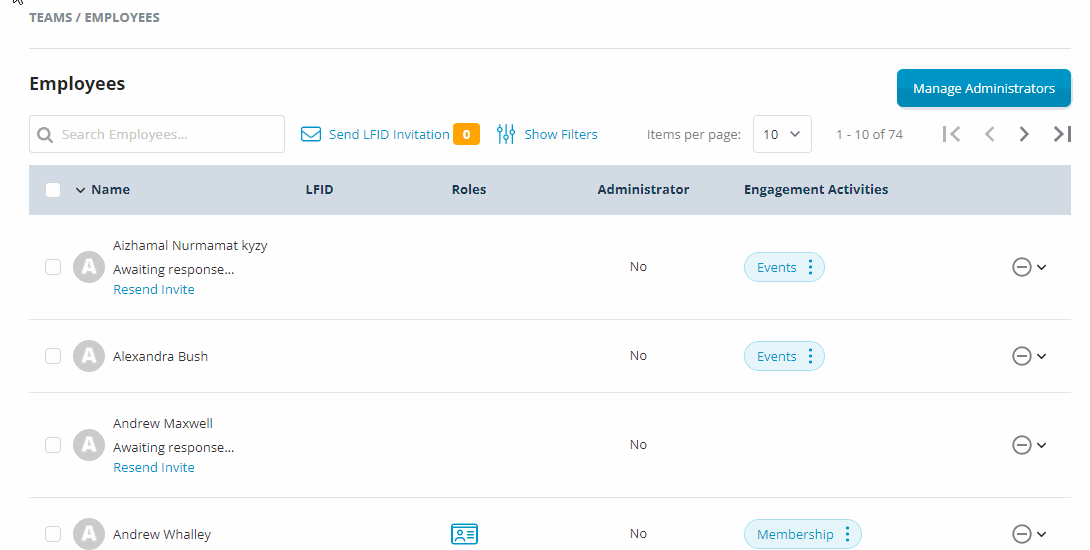 TEAMS / EMPLOYEES
Employees
Manage Administrators
Search Employees...
Send LFID Invitation 0
Show Filters
Items per page: 10
1 - 10 of 74
Name LFID Roles Administrator Engagement Activities
A
Aizhamal Nurmamat kyzy
Awaiting response...
Resend Invite
No
Events
A
Alexandra Bush
No
Events
A
Andrew Maxwell
Awaiting response...
Resend Invite
No
A
Andrew Whalley
No
Membership